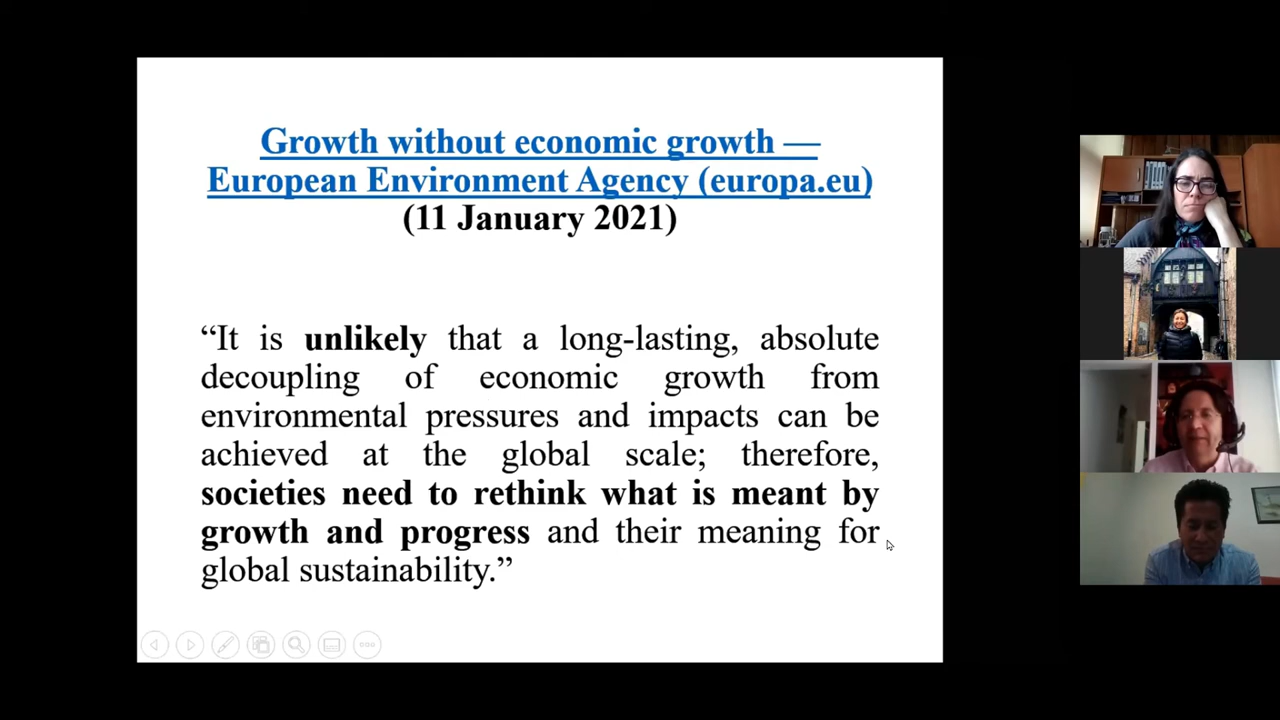 Growth without economic growth —
European Environment Agency (europa.eu)
(11 January 2021)
“It is unlikely that a long-lasting, absolute
decoupling of economic growth from
environmental pressures and impacts can be
achieved at the global scale; therefore,
societies need to rethink what is meant by
growth and progress and their meaning for
global sustainability.”